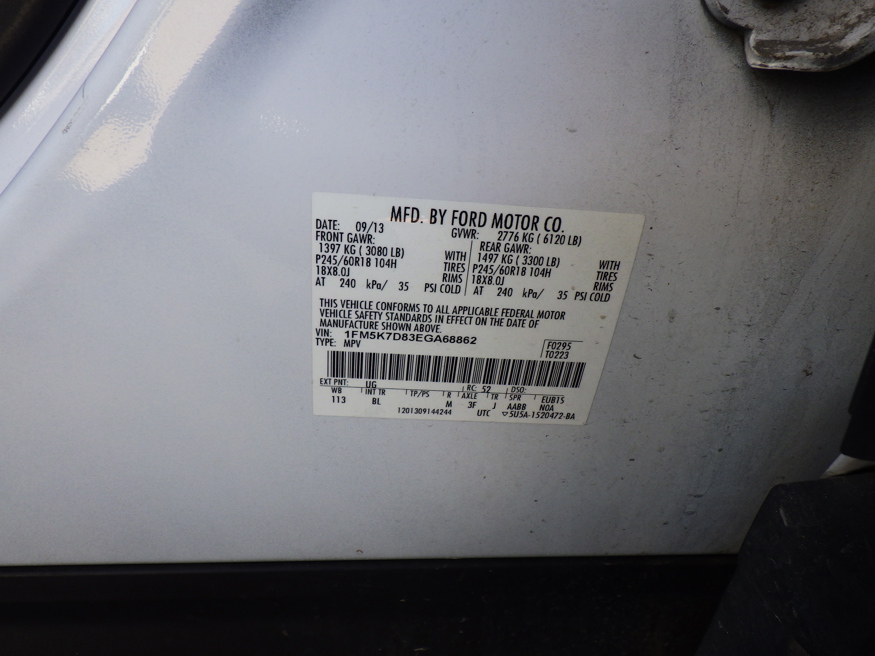 MFD. BY FORD MOTOR CO.
DATE: 09/13 GVWR: 2776 KG ( 6120 LB)
FRONT GAWR: REAR GAWR:
1397 KG ( 3080 LB) WITH 1497 KG ( 3300 LB) WITH
P245/60R18 104H TIRES P245/60R18 104H TIRES
18X8.0J RIMS 18X8.0J RIMS
AT 240 kPa/ 35 PSI COLD AT 240 kPa/ 35 PSI COLD
THIS VEHICLE CONFORMS TO ALL APPLICABLE FEDERAL MOTOR
VEHICLE SAFETY STANDARDS IN EFFECT ON THE DATE OF
MANUFACTURE SHOWN ABOVE.
VIN: 1FM5K7D83EGA68862 F0295
TYPE: MPV T0223
EXT PNT: UG RC: 52 DSO:
WB INT TR TP/PS R AXLE TR SPR EUB15
113 BL M 3F J AABB NOA
1201309144244 UTC 5U5A-1520472-BA